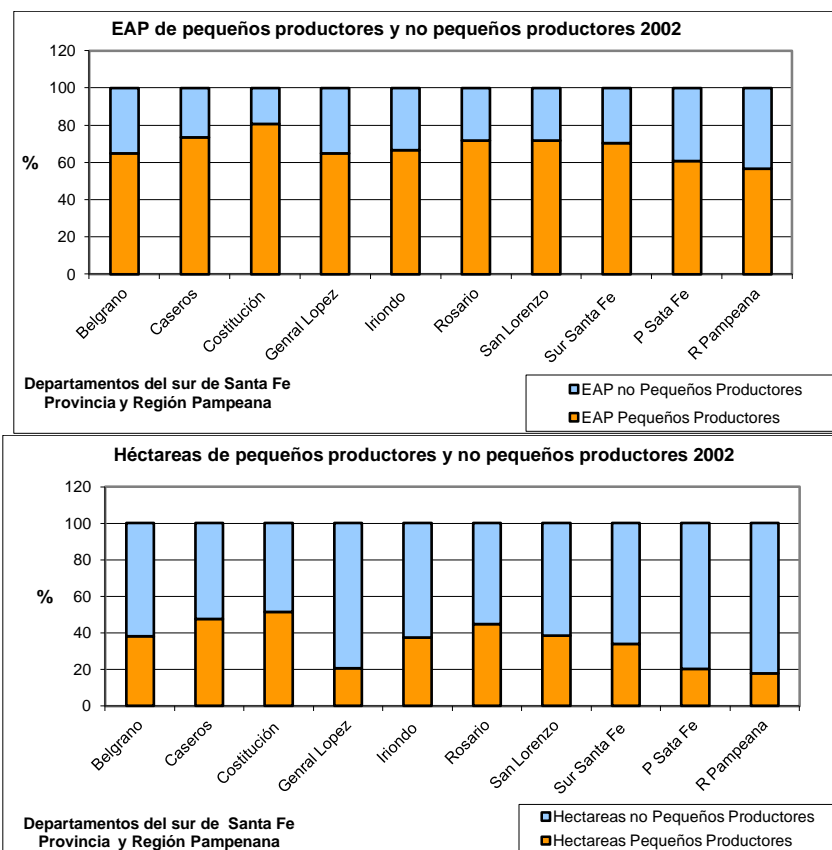 EAP de pequeños productores y no pequeños productores 2002
120
100
80
60
40
20
0
%
Belgrano
Caseros
Costitución
Genral Lopez
Iriondo
Rosario
San Lorenzo
Sur Santa Fe
P Sata Fe
R Pampeana
Departamentos del sur de Santa Fe
Provincia y Región Pampeana
EAP no Pequeños Productores
EAP Pequeños Productores
Héctareas de pequeños productores y no pequeños productores 2002
120
100
80
60
40
20
0
%
Belgrano
Caseros
Costitución
Genral Lopez
Iriondo
Rosario
San Lorenzo
Sur Santa Fe
P Sata Fe
R Pampeana
Departamentos del sur de Santa Fe
Provincia y Región Pampenana
Hectareas no Pequeños Productores
Hectareas Pequeños Productores